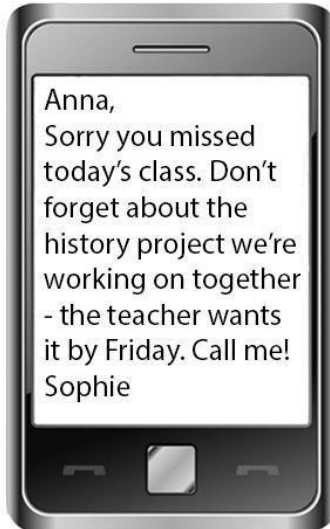 Anna,
Sorry you missed
today's class. Don't
forget about the
history project we're
working on together
- the teacher wants
it by Friday. Call me!
Sophie